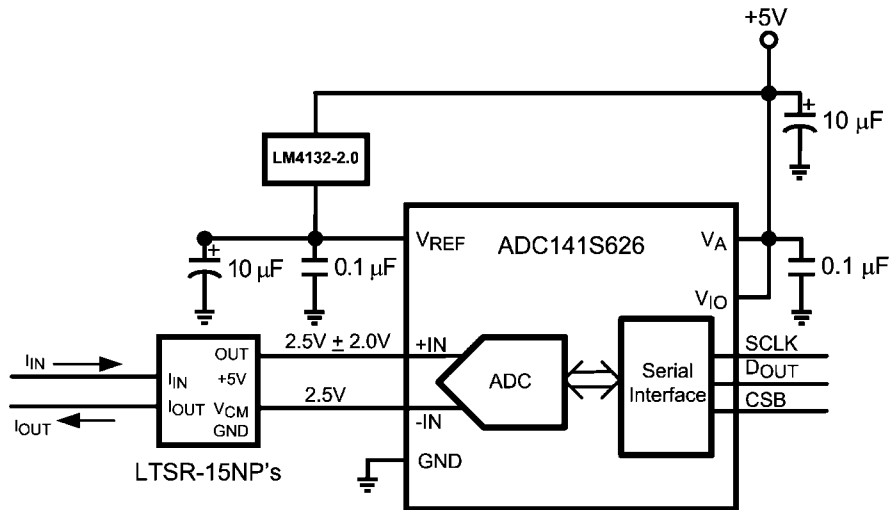 +5V
10 µF
LM4132-2.0
VREF
ADC141S626
VA
10 µF
0.1 µF
0.1 µF
VIO
IIN
OUT
2.5V ± 2.0V
+IN
SCLK
IIN
+5V
ADC
Serial
Interface
DOUT
IOUT
VCM
2.5V
CSB
IOUT
GND
-IN
LTSR-15NP's
GND